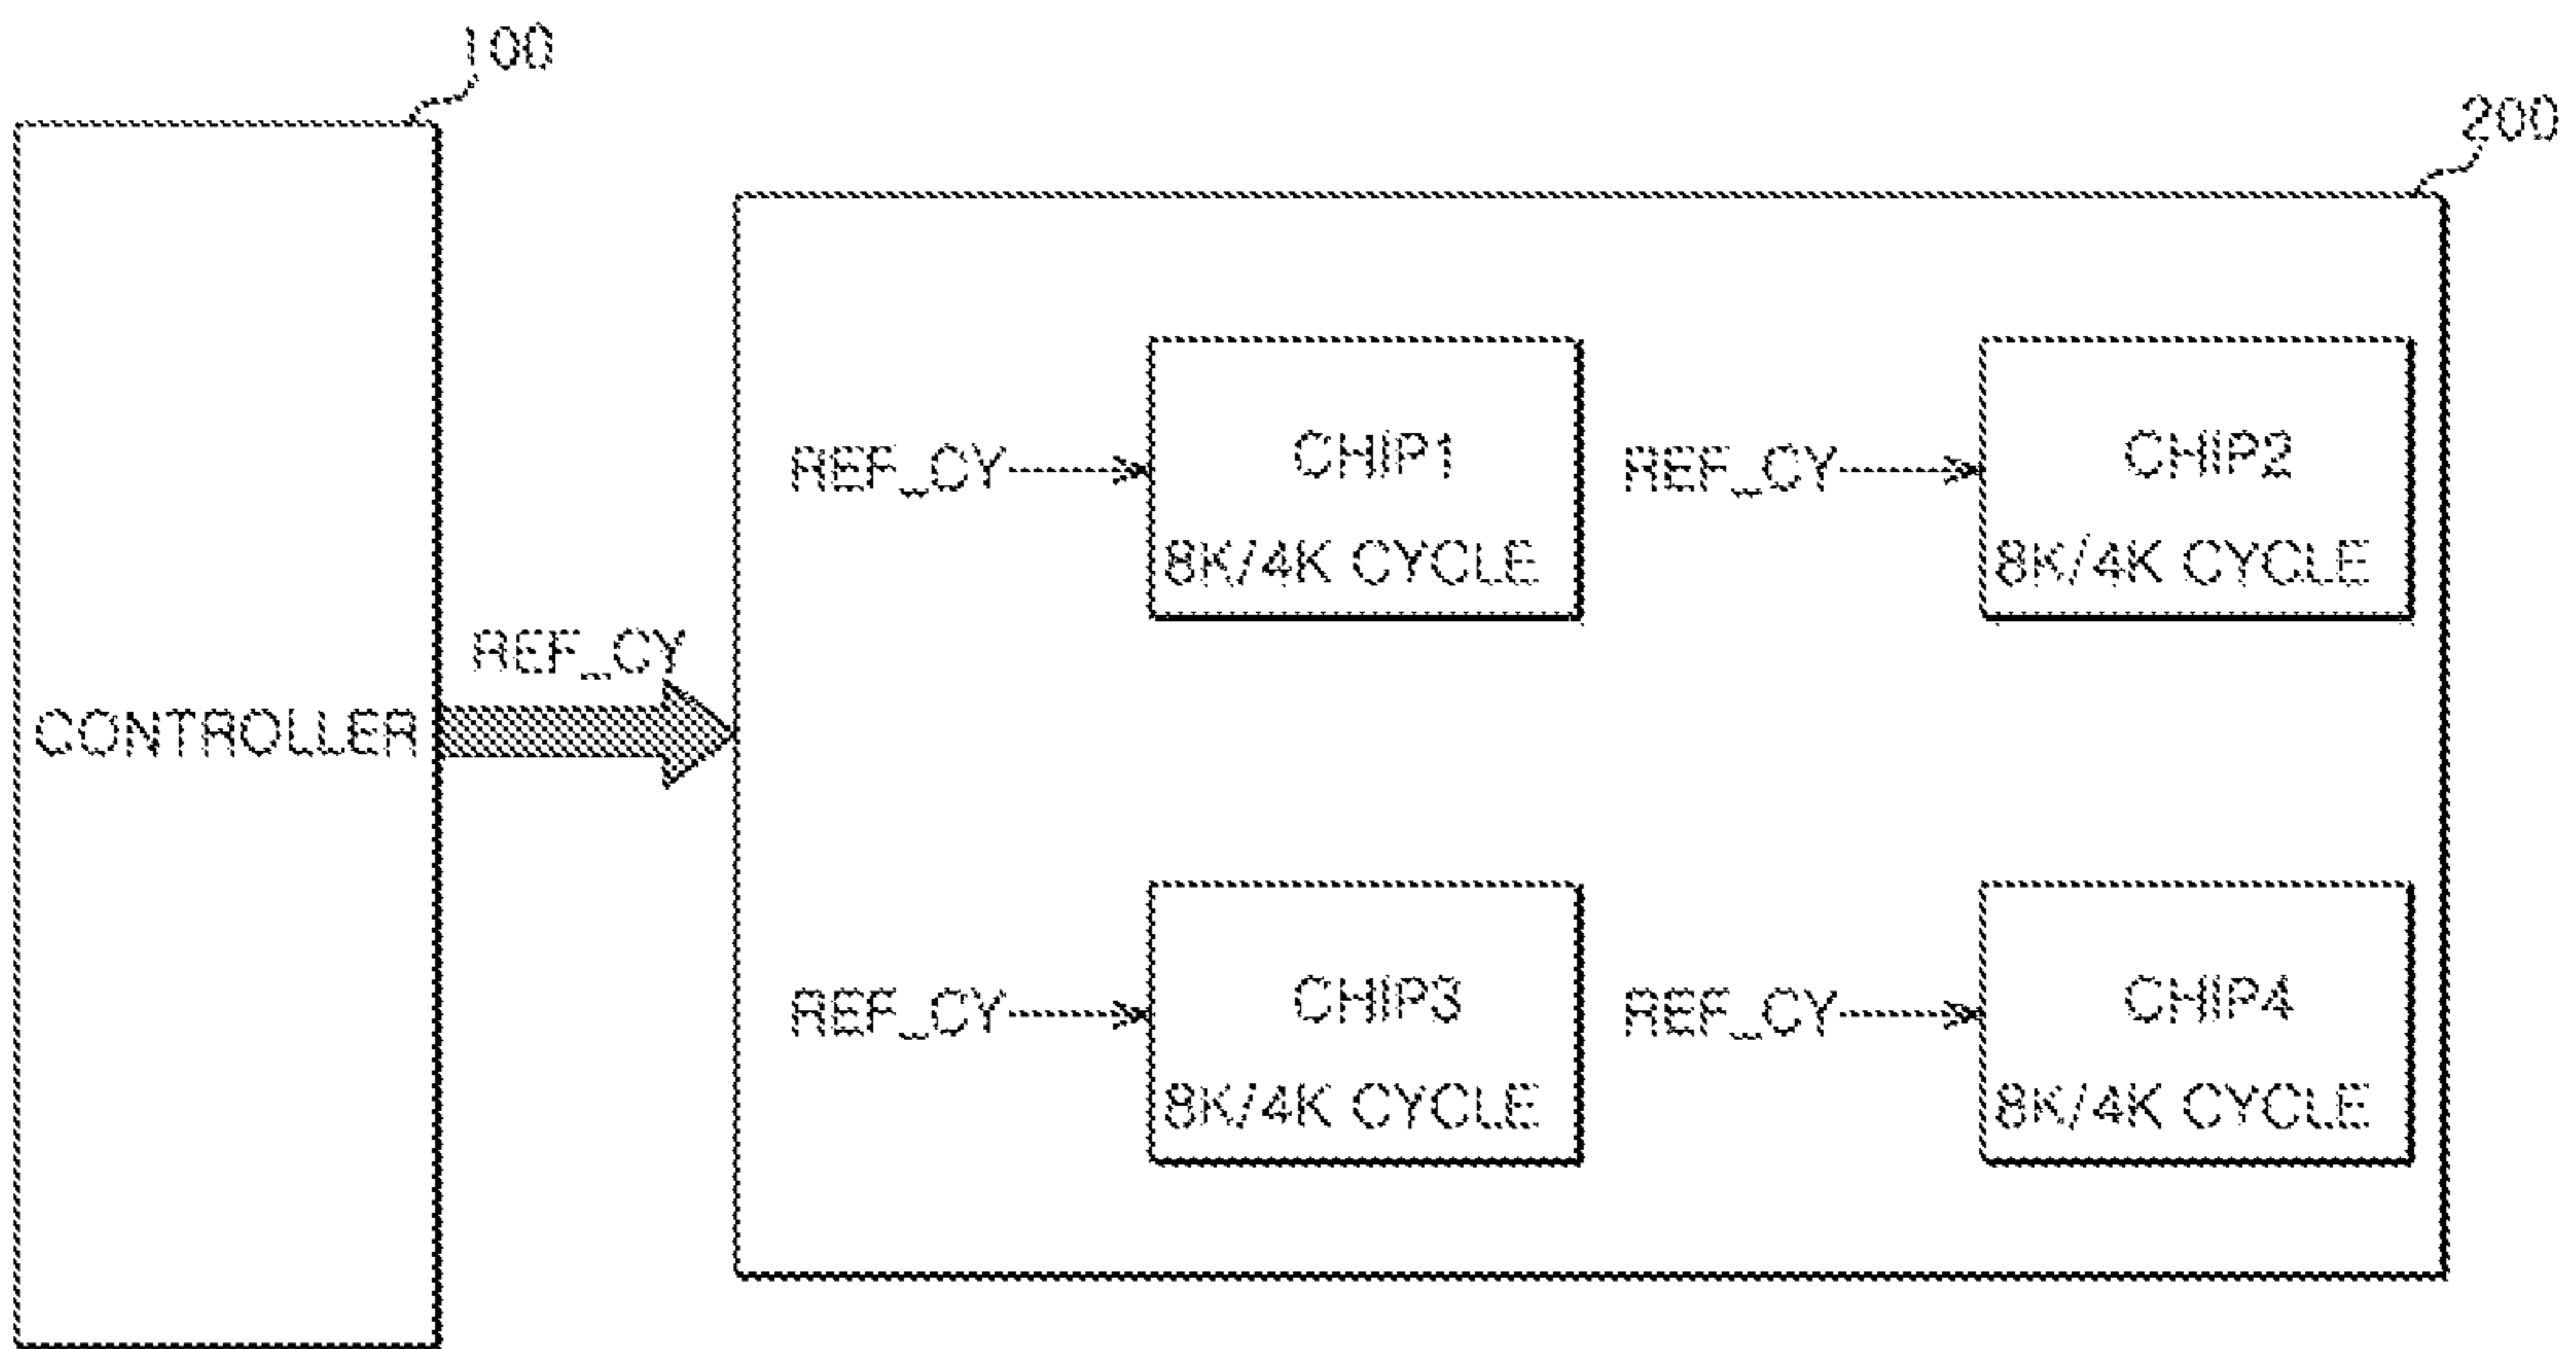 100
200
REF_CY
CHIP1
REF_CY
CHIP2
8K/4K CYCLE
8K/4K CYCLE
REF_CY
CONTROLLER
REF_CY
CHIP3
REF_CY
CHIP4
8K/4K CYCLE
8K/4K CYCLE